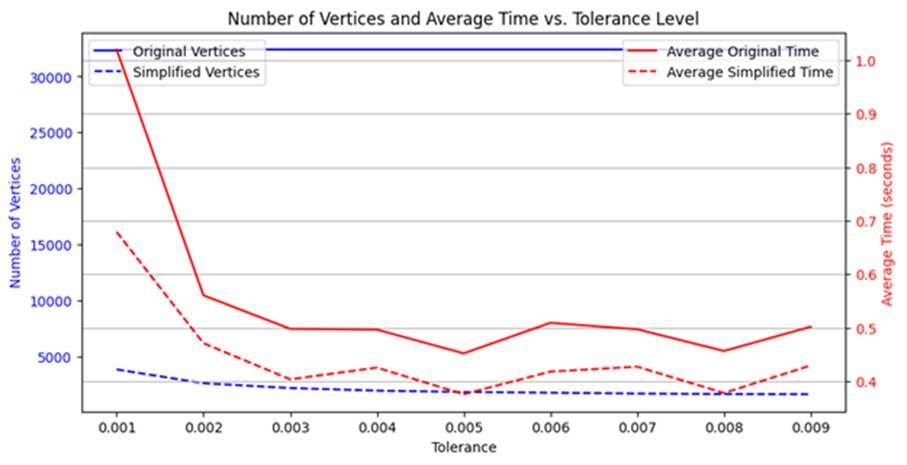 Number of Vertices and Average Time vs. Tolerance Level
Original Vertices
Simplified Vertices
Average Original Time
Average Simplified Time
Number of Vertices
30000
25000
20000
15000
10000
5000
1.0
0.9
0.8
0.7
0.6
0.5
0.4
Average Time (seconds)
0.001 0.002 0.003 0.004 0.005 0.006 0.007 0.008 0.009
Tolerance